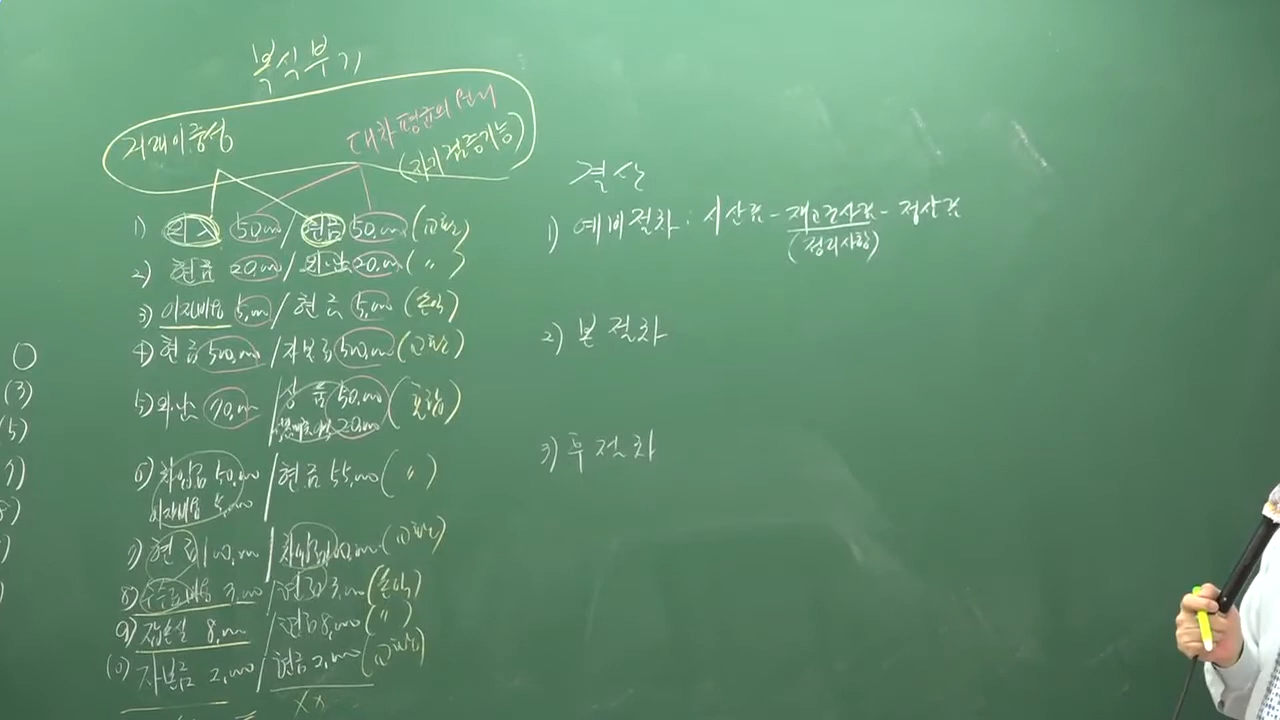 복식부기
거래이중성
대차평균의 원리
(자기검증기능)
1) 비품 50,000 / 현금 50,000 (교환)
2) 현금 20,000 / 외·난 20,000 (〃)
3) 이자비용 5,000 / 현금 5,000 (손익)
4) 현금 500,000 / 자본금 500,000 (교환)
5) 외·난 70,000 / 상품 50,000 (혼합)
20,000
6) 차입금 50,000 / 현금 55,000 (〃)
이자비용 5,000
7) 현금 100,000 / 차입금 100,000 (교환)
8) 수수료비용 3,000 / 현금 3,000 (손익)
9) 잡손실 8,000 / 현금 8,000 (〃)
10) 자본금 2,000 / 현금 2,000 (교환)
xx
(3)
결산
1) 예비절차 : 시산표 - 재고조사표 - 정산표
(정리사항)
2) 본절차
3) 후절차